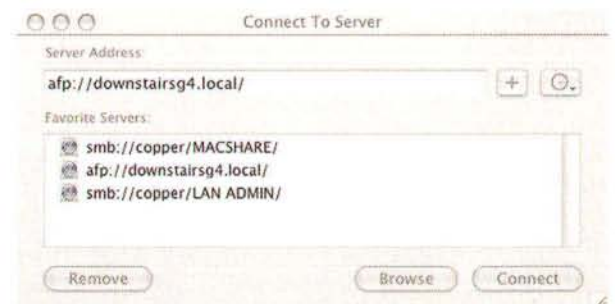 Connect To Server
Server Address:
afp://downstairsg4.local/
Favorite Servers:
smb://copper/MACSHARE/
afp://downstairsg4.local/
smb://copper/LAN ADMIN/
Remove Browse Connect